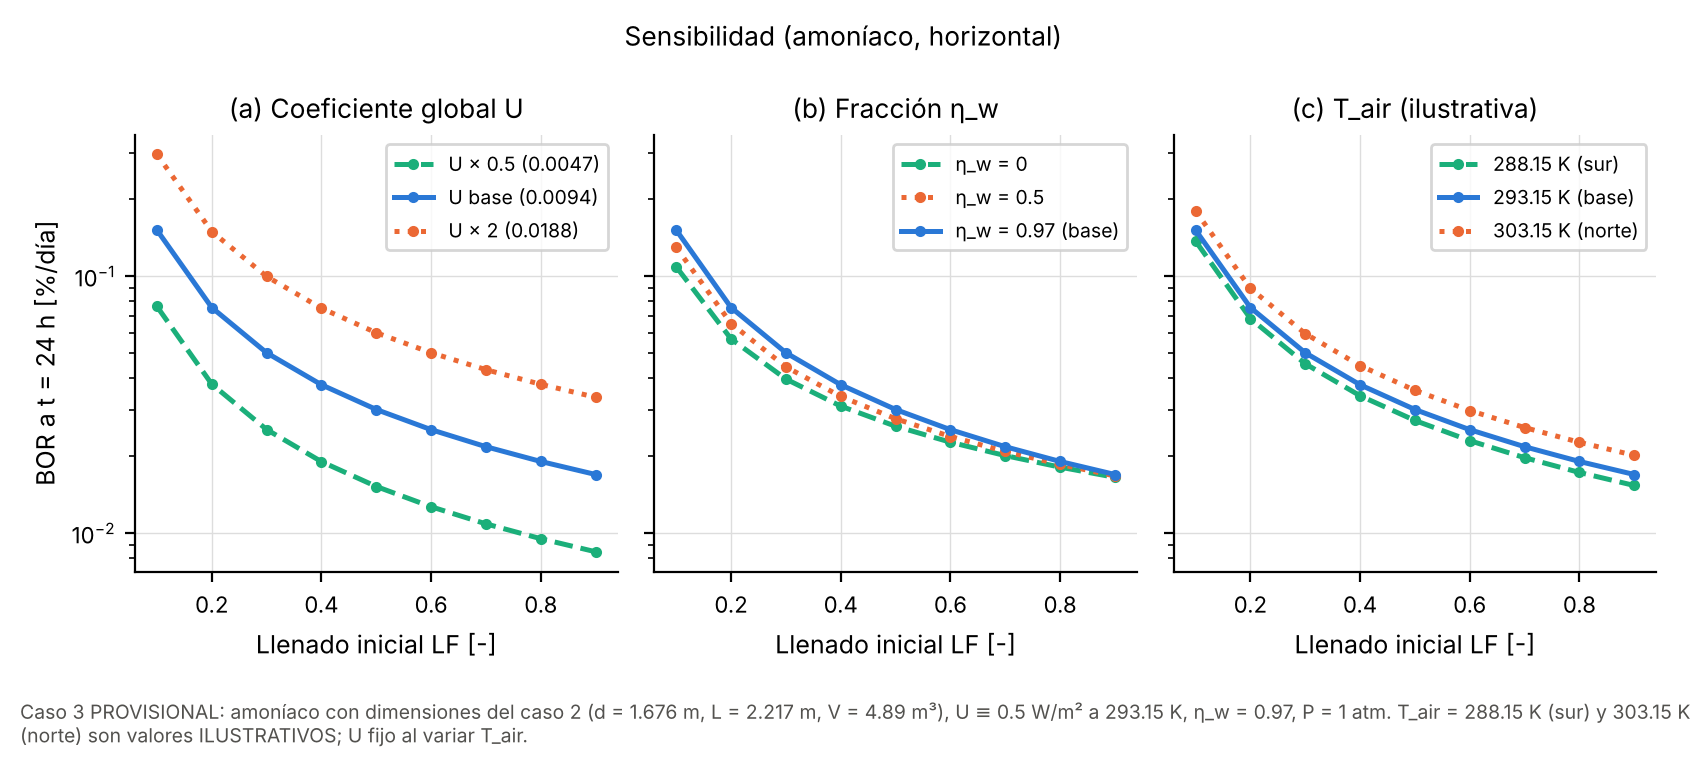 Sensibilidad (amoníaco, horizontal)
(a) Coeficiente global U
(b) Fracción η_w
(c) T_air (ilustrativa)
BOR a t = 24 h [%/día]
10⁻¹
10⁻²
U × 0.5 (0.0047)
U base (0.0094)
U × 2 (0.0188)
η_w = 0
η_w = 0.5
η_w = 0.97 (base)
288.15 K (sur)
293.15 K (base)
303.15 K (norte)
0.2 0.4 0.6 0.8
0.2 0.4 0.6 0.8
0.2 0.4 0.6 0.8
Llenado inicial LF [-]
Llenado inicial LF [-]
Llenado inicial LF [-]
Caso 3 PROVISIONAL: amoníaco con dimensiones del caso 2 (d = 1.676 m, L = 2.217 m, V = 4.89 m³), U ≡ 0.5 W/m² a 293.15 K, η_w = 0.97, P = 1 atm. T_air = 288.15 K (sur) y 303.15 K
(norte) son valores ILUSTRATIVOS; U fijo al variar T_air.